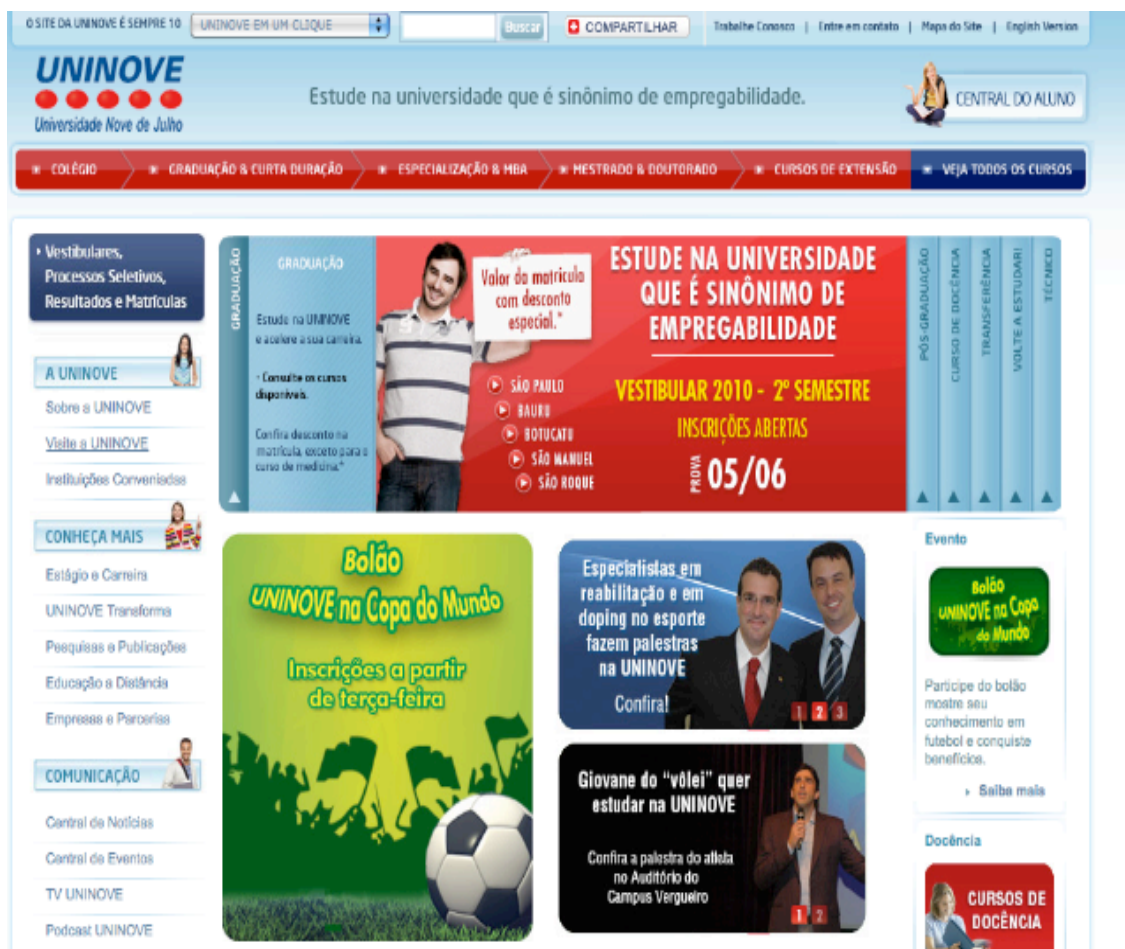 O SITE DA UNINOVE É SEMPRE 10
UNINOVE EM UM CLIQUE
Buscar
COMPARTILHAR
Trabalhe Conosco | Entre em contato | Mapa do Site | English Version
UNINOVE
Universidade Nove de Julho
Estude na universidade que é sinônimo de empregabilidade.
CENTRAL DO ALUNO
COLÉGIO
GRADUAÇÃO & CURTA DURAÇÃO
ESPECIALIZAÇÃO & MBA
MESTRADO & DOUTORADO
CURSOS DE EXTENSÃO
VEJA TODOS OS CURSOS
Vestibulares,
Processos Seletivos,
Resultados e Matrículas
A UNINOVE
Sobre a UNINOVE
Visite a UNINOVE
Instituições Conveniadas
CONHEÇA MAIS
Estágio e Carreira
UNINOVE Transforma
Pesquisas e Publicações
Educação a Distância
Empresas e Parcerias
COMUNICAÇÃO
Central de Notícias
Central de Eventos
TV UNINOVE
Podcast UNINOVE
GRADUAÇÃO
GRADUAÇÃO
Estude na UNINOVE
e acelere a sua carreira.
- Consulte os cursos
disponíveis.
Confira desconto na
matrícula, exceto para o
curso de medicina.*
Valor da matrícula
com desconto
especial.*
SÃO PAULO
BAURU
BOTUCATU
SÃO MANUEL
SÃO ROQUE
ESTUDE NA UNIVERSIDADE
QUE É SINÔNIMO DE
EMPREGABILIDADE
VESTIBULAR 2010 - 2º SEMESTRE
INSCRIÇÕES ABERTAS
PROVA 05/06
PÓS-GRADUAÇÃO
CURSO DE DOCÊNCIA
TRANSFERÊNCIA
VOLTE A ESTUDAR!
TÉCNICO
Bolão
UNINOVE na Copa do Mundo
Inscrições a partir
de terça-feira
Especialistas em
reabilitação e em
doping no esporte
fazem palestras
na UNINOVE
Confira!
1 2 3
Giovane do "vôlei" quer
estudar na UNINOVE
Confira a palestra do atleta
no Auditório do
Campus Vergueiro
1 2
Evento
Bolão
UNINOVE na Copa
do Mundo
Participe do bolão
mostre seu
conhecimento em
futebol e conquiste
benefícios.
Saiba mais
Docência
CURSOS DE
DOCÊNCIA